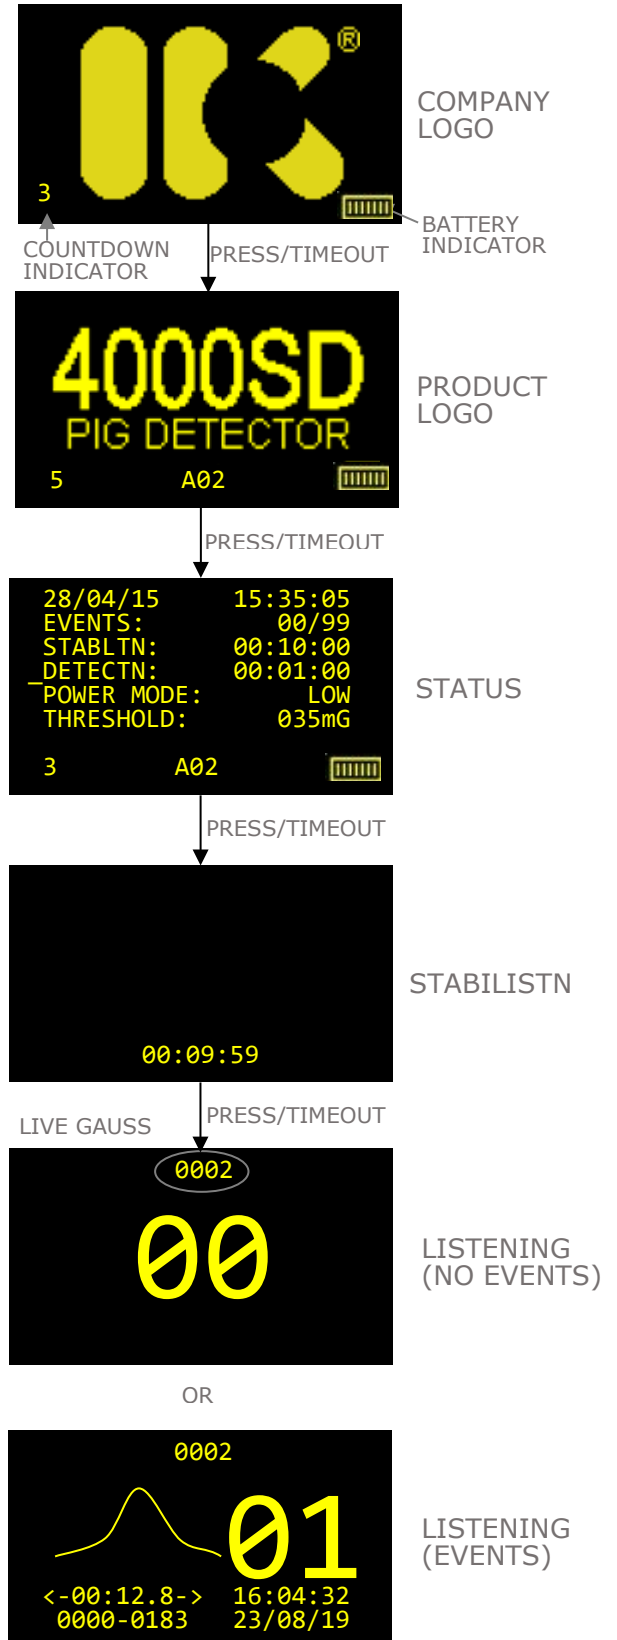 ®
COMPANY
LOGO
3
BATTERY
INDICATOR
COUNTDOWN
INDICATOR
PRESS/TIMEOUT
4000SD
PIG DETECTOR
5 A02
PRODUCT
LOGO
PRESS/TIMEOUT
28/04/15 15:35:05
EVENTS: 00/99
STABLTN: 00:10:00
_DETECTN: 00:01:00
POWER MODE: LOW
THRESHOLD: 035mG
3 A02
STATUS
PRESS/TIMEOUT
00:09:59
STABILISTN
LIVE GAUSS
PRESS/TIMEOUT
0002
00
LISTENING
(NO EVENTS)
OR
0002
01
<-00:12.8-> 16:04:32
0000-0183 23/08/19
LISTENING
(EVENTS)